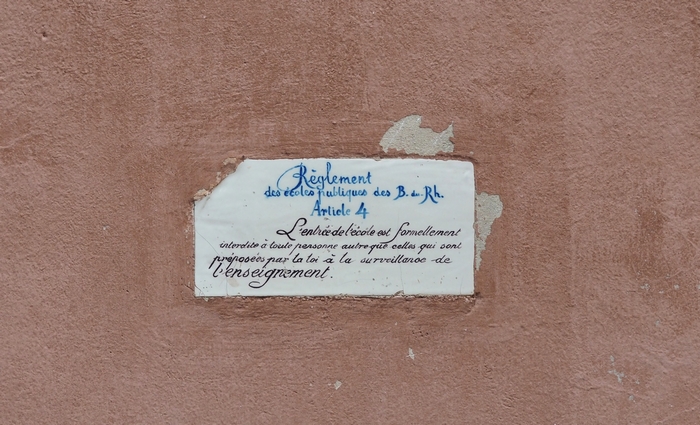 Règlement
des écoles publiques des B. du Rh.
Article 4
L'entrée de l'école est formellement
interdite à toute personne autre que celles qui sont
préposées par la loi à la surveillance de
l'enseignement.